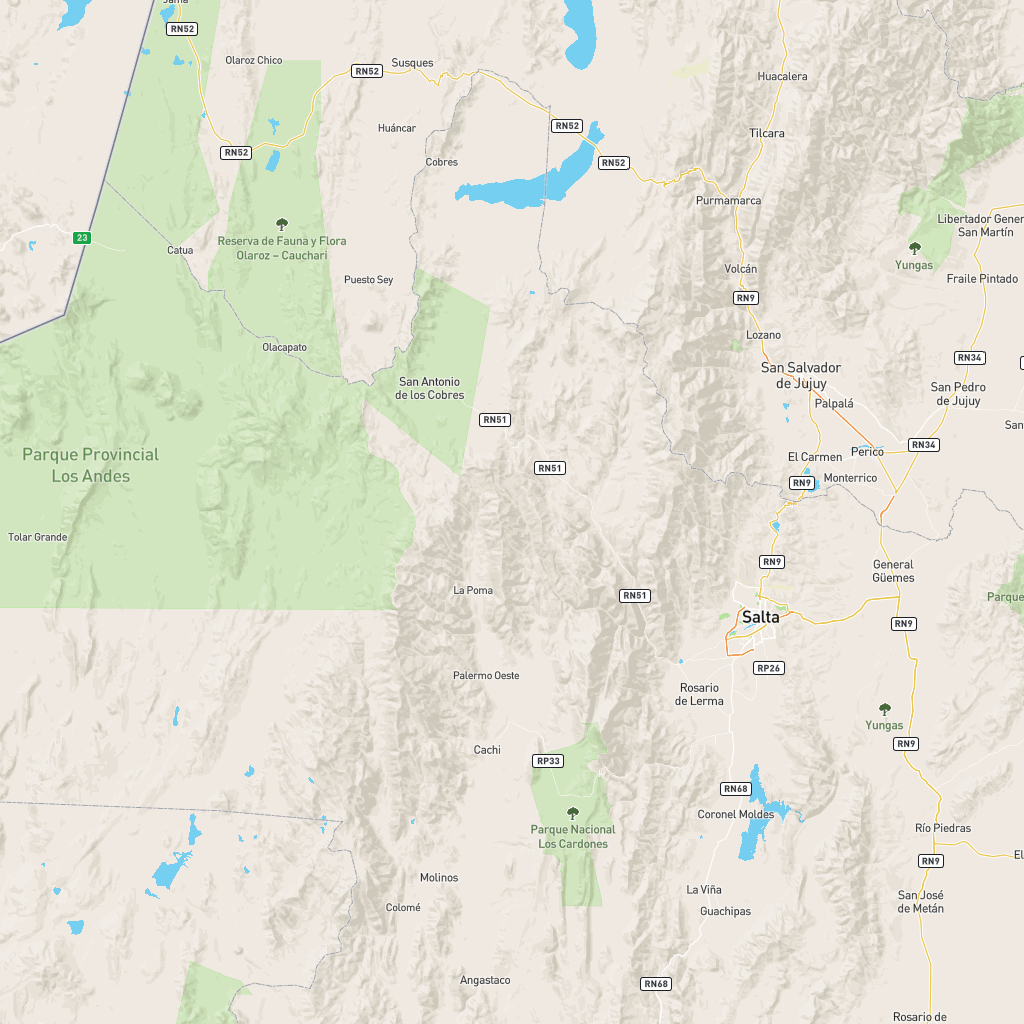 Jama
RN52
Olaroz Chico
Susques
RN52
Huacalera
Huáncar
RN52
Tilcara
RN52
Cobres
RN52
Purmamarca
Libertador Gener
San Martín
23
Reserva de Fauna y Flora
Olaroz – Cauchari
Catua
Yungas
Puesto Sey
Volcán
Fraile Pintado
RN9
Lozano
Olacapato
RN34
San Salvador
de Jujuy
San Antonio
de los Cobres
San Pedro
de Jujuy
Palpalá
RN51
San
RN34
Parque Provincial
Los Andes
El Carmen
Perico
RN51
RN9
Monterrico
Tolar Grande
RN9
General
Güemes
La Poma
RN51
Parque
Salta
RN9
RP26
Palermo Oeste
Rosario
de Lerma
Yungas
Cachi
RN9
RP33
RN68
Coronel Moldes
Parque Nacional
Los Cardones
Río Piedras
El
RN9
Molinos
La Viña
San José
de Metán
Colomé
Guachipas
Angastaco
RN68
Rosario de